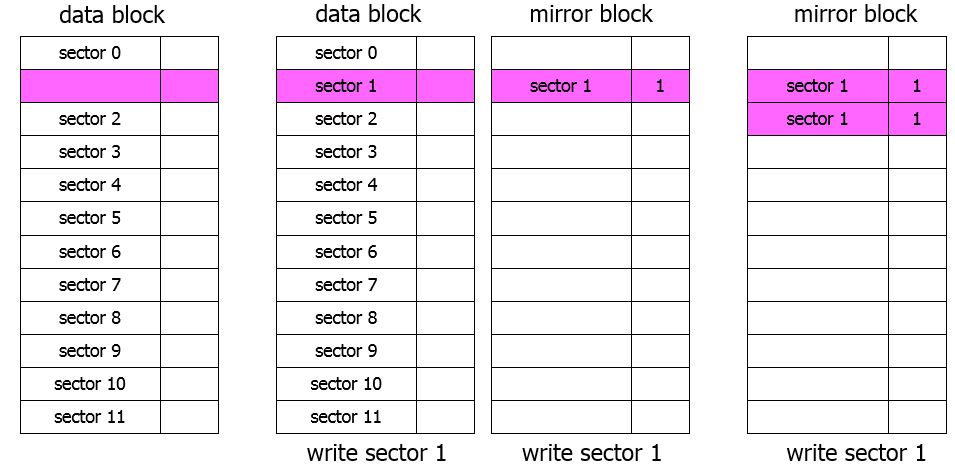 data block data block mirror block mirror block
sector 0 sector 0
sector 1 sector 1 1 sector 1 1
sector 2 sector 2 sector 1 1
sector 3 sector 3
sector 4 sector 4
sector 5 sector 5
sector 6 sector 6
sector 7 sector 7
sector 8 sector 8
sector 9 sector 9
sector 10 sector 10
sector 11 sector 11
write sector 1 write sector 1 write sector 1